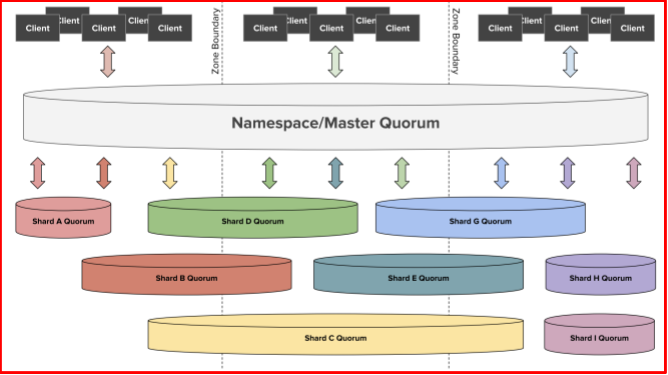 Client
Client
Client
Client
Client
Zone Boundary
Client
Client
Client
Client
Client
Zone Boundary
Client
Client
Client
Client
Client
Namespace/Master Quorum
Shard A Quorum
Shard D Quorum
Shard G Quorum
Shard B Quorum
Shard E Quorum
Shard H Quorum
Shard C Quorum
Shard I Quorum